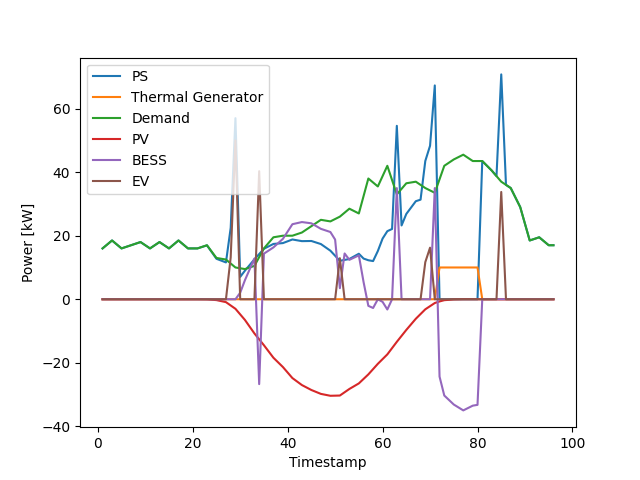 PS
Thermal Generator
Demand
PV
BESS
EV
Power [kW]
60
40
20
0
−20
−40
0 20 40 60 80 100
Timestamp